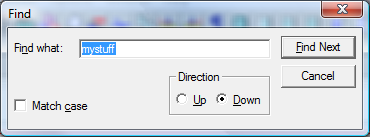 Find
Find what: mystuff Find Next
Direction Cancel
Match case Up Down